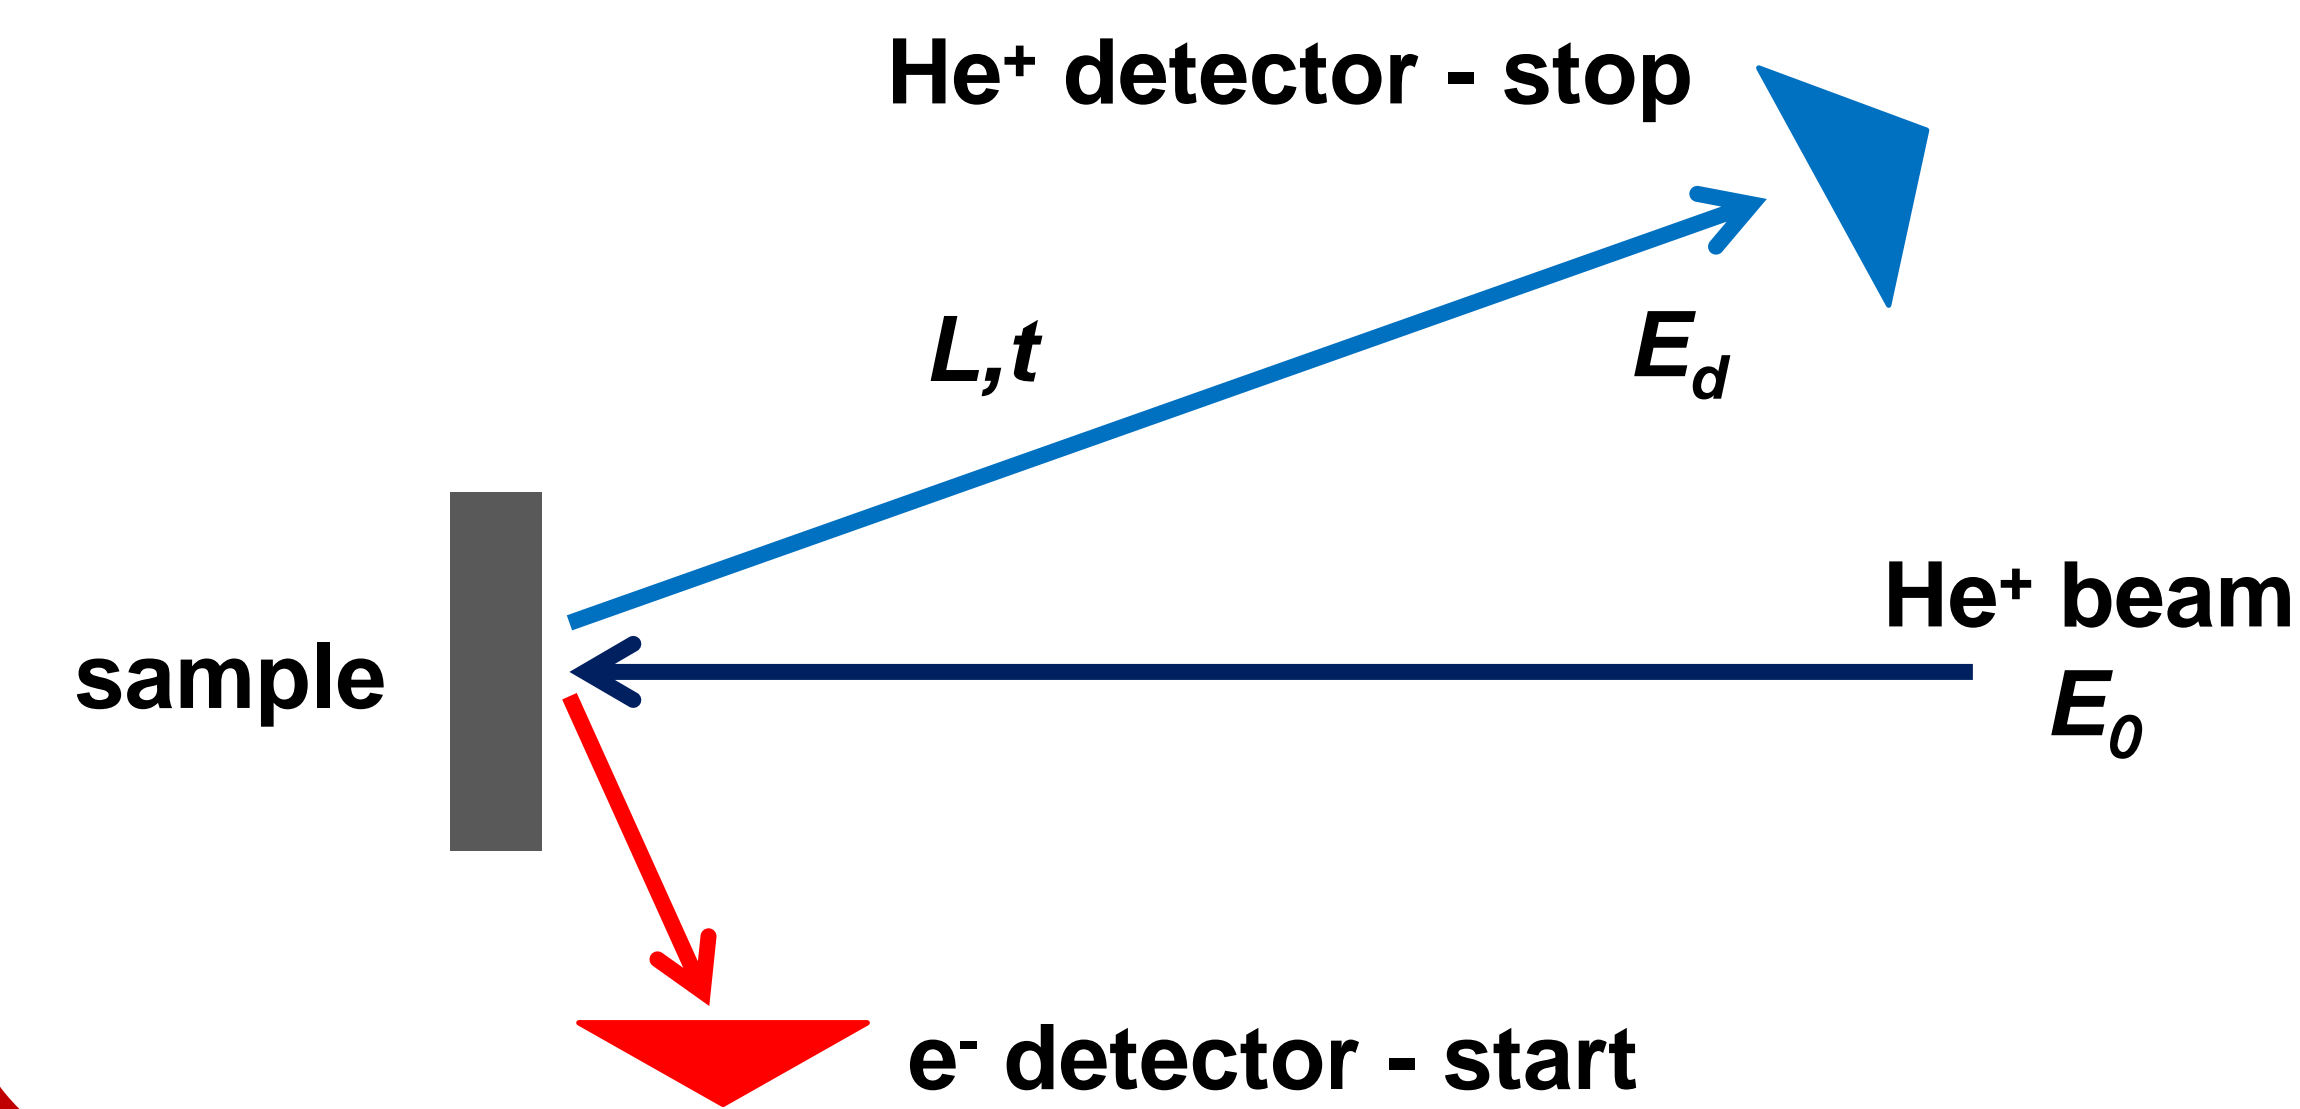 He⁺ detector - stop
L,t
E_d
He⁺ beam
E_0
sample
e⁻ detector - start